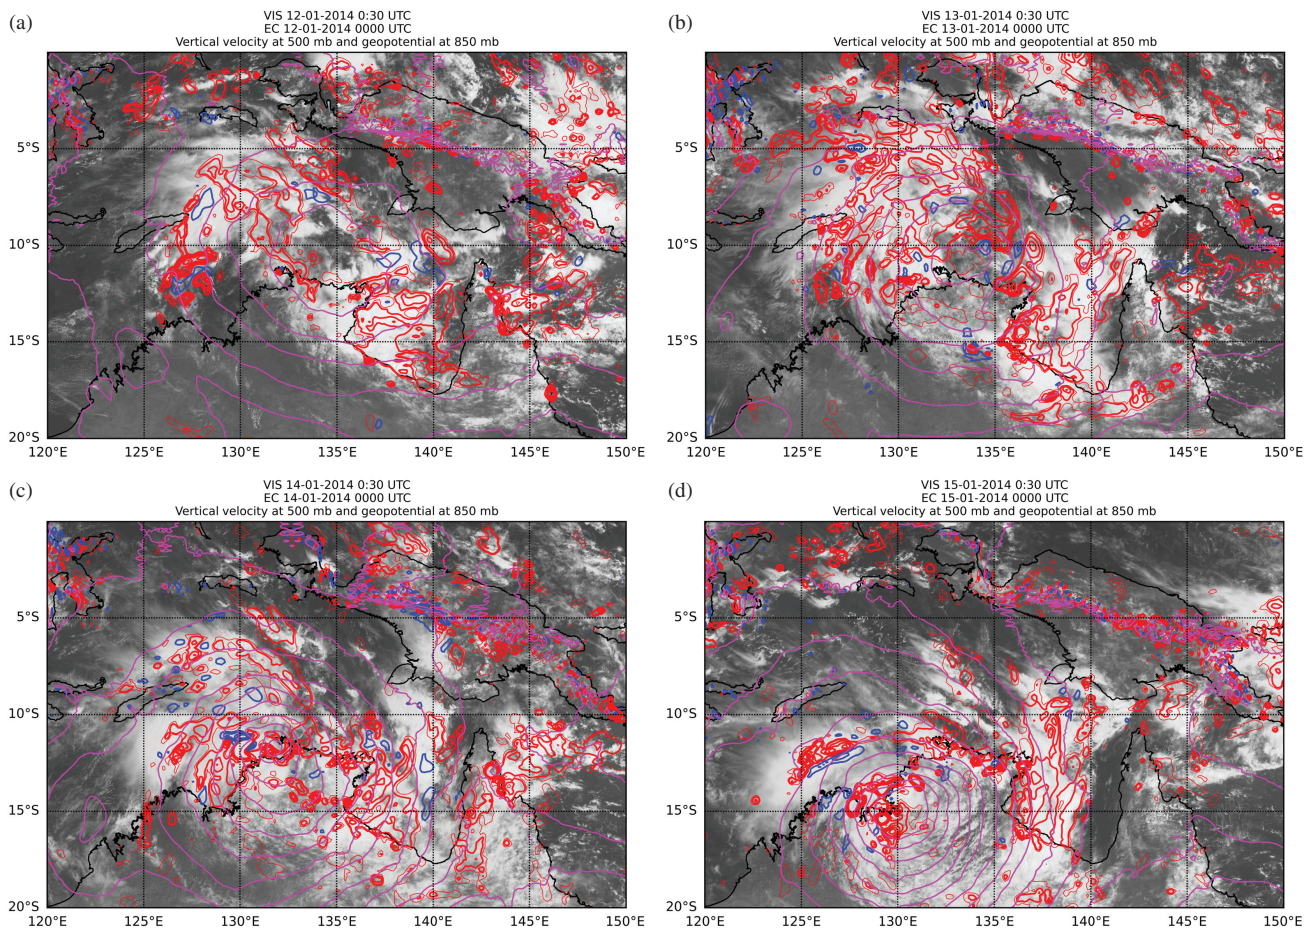 (a)
VIS 12-01-2014 0:30 UTC
EC 12-01-2014 0000 UTC
Vertical velocity at 500 mb and geopotential at 850 mb
5°S
10°S
15°S
20°S
120°E 125°E 130°E 135°E 140°E 145°E 150°E
(b)
VIS 13-01-2014 0:30 UTC
EC 13-01-2014 0000 UTC
Vertical velocity at 500 mb and geopotential at 850 mb
5°S
10°S
15°S
20°S
120°E 125°E 130°E 135°E 140°E 145°E 150°E
(c)
VIS 14-01-2014 0:30 UTC
EC 14-01-2014 0000 UTC
Vertical velocity at 500 mb and geopotential at 850 mb
5°S
10°S
15°S
20°S
120°E 125°E 130°E 135°E 140°E 145°E 150°E
(d)
VIS 15-01-2014 0:30 UTC
EC 15-01-2014 0000 UTC
Vertical velocity at 500 mb and geopotential at 850 mb
5°S
10°S
15°S
20°S
120°E 125°E 130°E 135°E 140°E 145°E 150°E